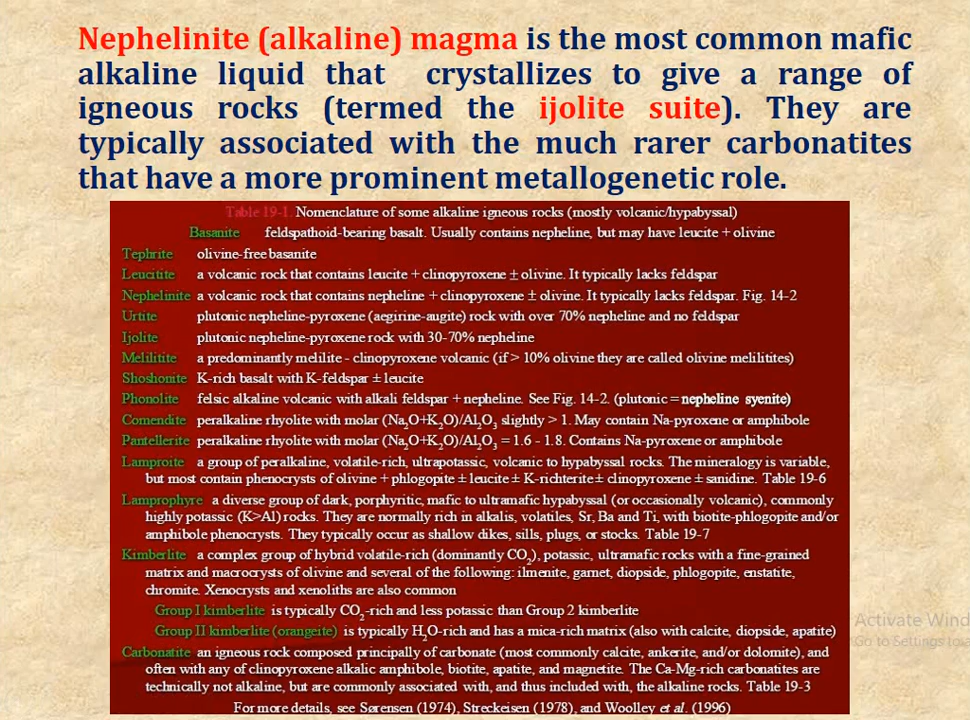 Nephelinite (alkaline) magma is the most common mafic
alkaline liquid that crystallizes to give a range of
igneous rocks (termed the ijolite suite). They are
typically associated with the much rarer carbonatites
that have a more prominent metallogenetic role.
Table 19-1. Nomenclature of some alkaline igneous rocks (mostly volcanic/hypabyssal)
Basanite feldspathoid-bearing basalt. Usually contains nepheline, but may have leucite + olivine
Tephrite olivine-free basanite
Leucitite a volcanic rock that contains leucite + clinopyroxene ± olivine. It typically lacks feldspar
Nephelinite a volcanic rock that contains nepheline + clinopyroxene ± olivine. It typically lacks feldspar. Fig. 14-2
Urtite plutonic nepheline-pyroxene (aegirine-augite) rock with over 70% nepheline and no feldspar
Ijolite plutonic nepheline-pyroxene rock with 30-70% nepheline
Melilitite a predominantly melilite - clinopyroxene volcanic (if > 10% olivine they are called olivine melilitites)
Shoshonite K-rich basalt with K-feldspar ± leucite
Phonolite felsic alkaline volcanic with alkali feldspar + nepheline. See Fig. 14-2. (plutonic = nepheline syenite)
Comendite peralkaline rhyolite with molar (Na₂O+K₂O)/Al₂O₃ slightly > 1. May contain Na-pyroxene or amphibole
Pantellerite peralkaline rhyolite with molar (Na₂O+K₂O)/Al₂O₃ = 1.6 - 1.8. Contains Na-pyroxene or amphibole
Lamproite a group of peralkaline, volatile-rich, ultrapotassic, volcanic to hypabyssal rocks. The mineralogy is variable,
but most contain phenocrysts of olivine + phlogopite ± leucite ± K-richterite ± clinopyroxene ± sanidine. Table 19-6
Lamprophyre a diverse group of dark, porphyritic, mafic to ultramafic hypabyssal (or occasionally volcanic), commonly
highly potassic (K>Al) rocks. They are normally rich in alkalis, volatiles, Sr, Ba and Ti, with biotite-phlogopite and/or
amphibole phenocrysts. They typically occur as shallow dikes, sills, plugs, or stocks. Table 19-7
Kimberlite a complex group of hybrid volatile-rich (dominantly CO₂), potassic, ultramafic rocks with a fine-grained
matrix and macrocrysts of olivine and several of the following: ilmenite, garnet, diopside, phlogopite, enstatite,
chromite. Xenocrysts and xenoliths are also common
Group I kimberlite is typically CO₂-rich and less potassic than Group 2 kimberlite
Group II kimberlite (orangeite) is typically H₂O-rich and has a mica-rich matrix (also with calcite, diopside, apatite)
Carbonatite an igneous rock composed principally of carbonate (most commonly calcite, ankerite, and/or dolomite), and
often with any of clinopyroxene alkalic amphibole, biotite, apatite, and magnetite. The Ca-Mg-rich carbonatites are
technically not alkaline, but are commonly associated with, and thus included with, the alkaline rocks. Table 19-3
For more details, see Sørensen (1974), Streckeisen (1978), and Woolley et al. (1996)
Activate Wind
Go to Settings to a